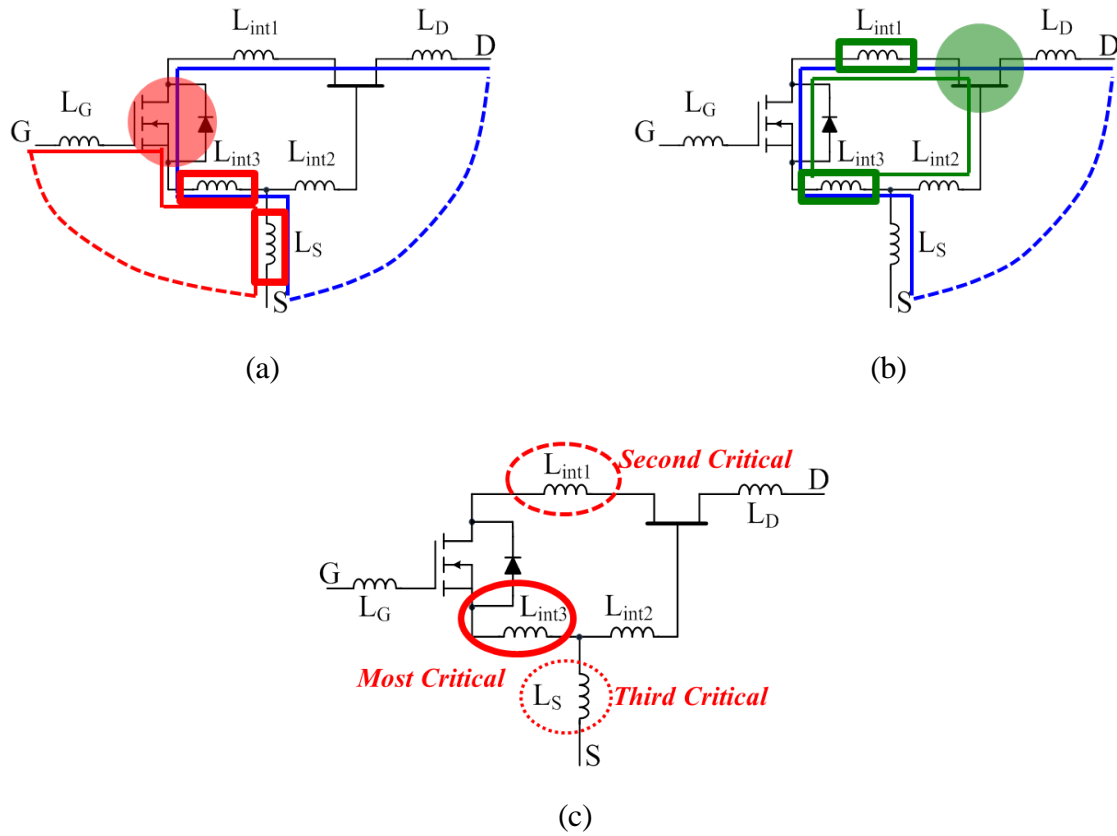 L_int1 L_D D
L_G
G
L_int3 L_int2
L_S
S
(a)
L_int1 L_D D
L_G
G
L_int3 L_int2
L_S
S
(b)
L_int1 Second Critical
D
L_D
G
L_G
L_int3 L_int2
Most Critical
L_S Third Critical
S
(c)